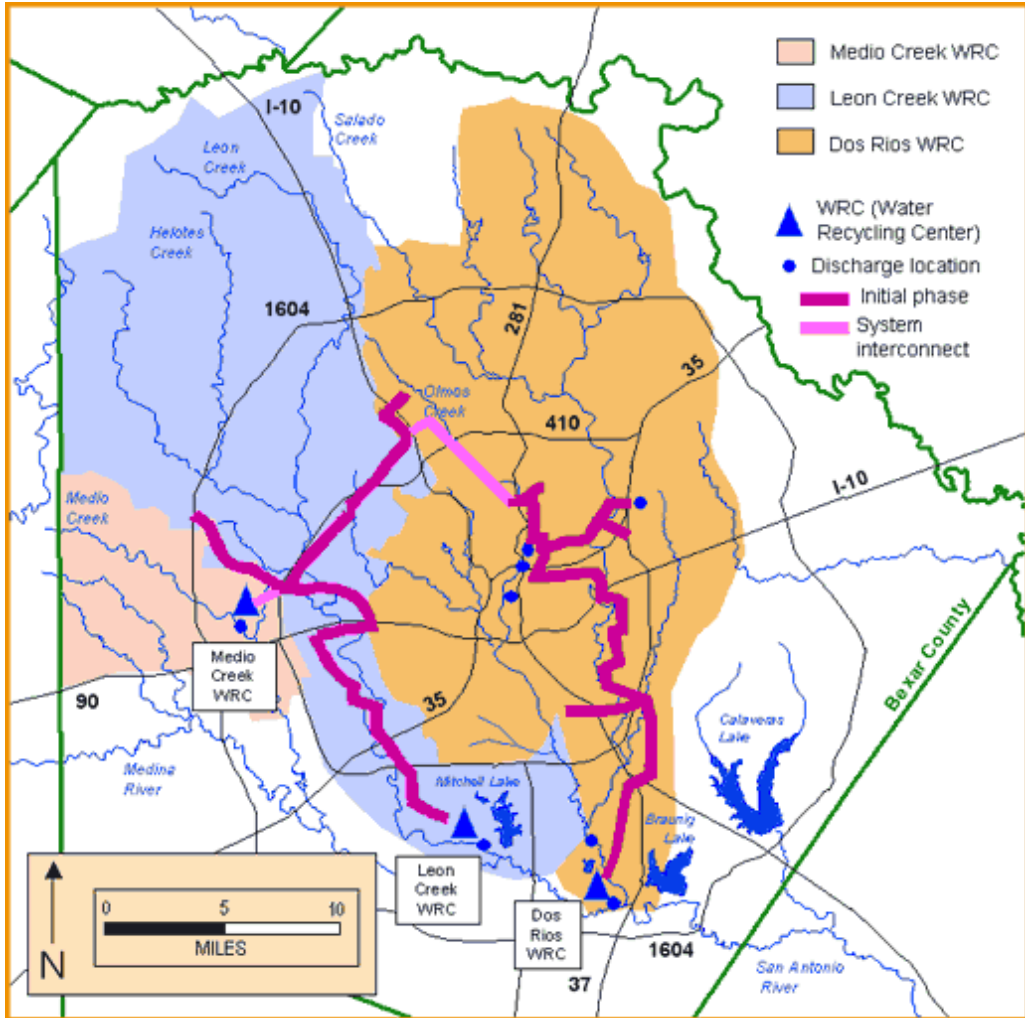 Medio Creek WRC
Leon Creek WRC
Dos Rios WRC
WRC (Water
Recycling Center)
Discharge location
Initial phase
System
interconnect
I-10
Salado
Creek
Leon
Creek
Helotes
Creek
1604
281
35
Olmos
Creek
410
I-10
Medio
Creek
Medio
Creek
WRC
90
35
Bexar County
Calaveras
Lake
Medina
River
Mitchell Lake
Braunig
Lake
Leon
Creek
WRC
Dos
Rios
WRC
1604
37
San Antonio
River
0 5 10
MILES
N